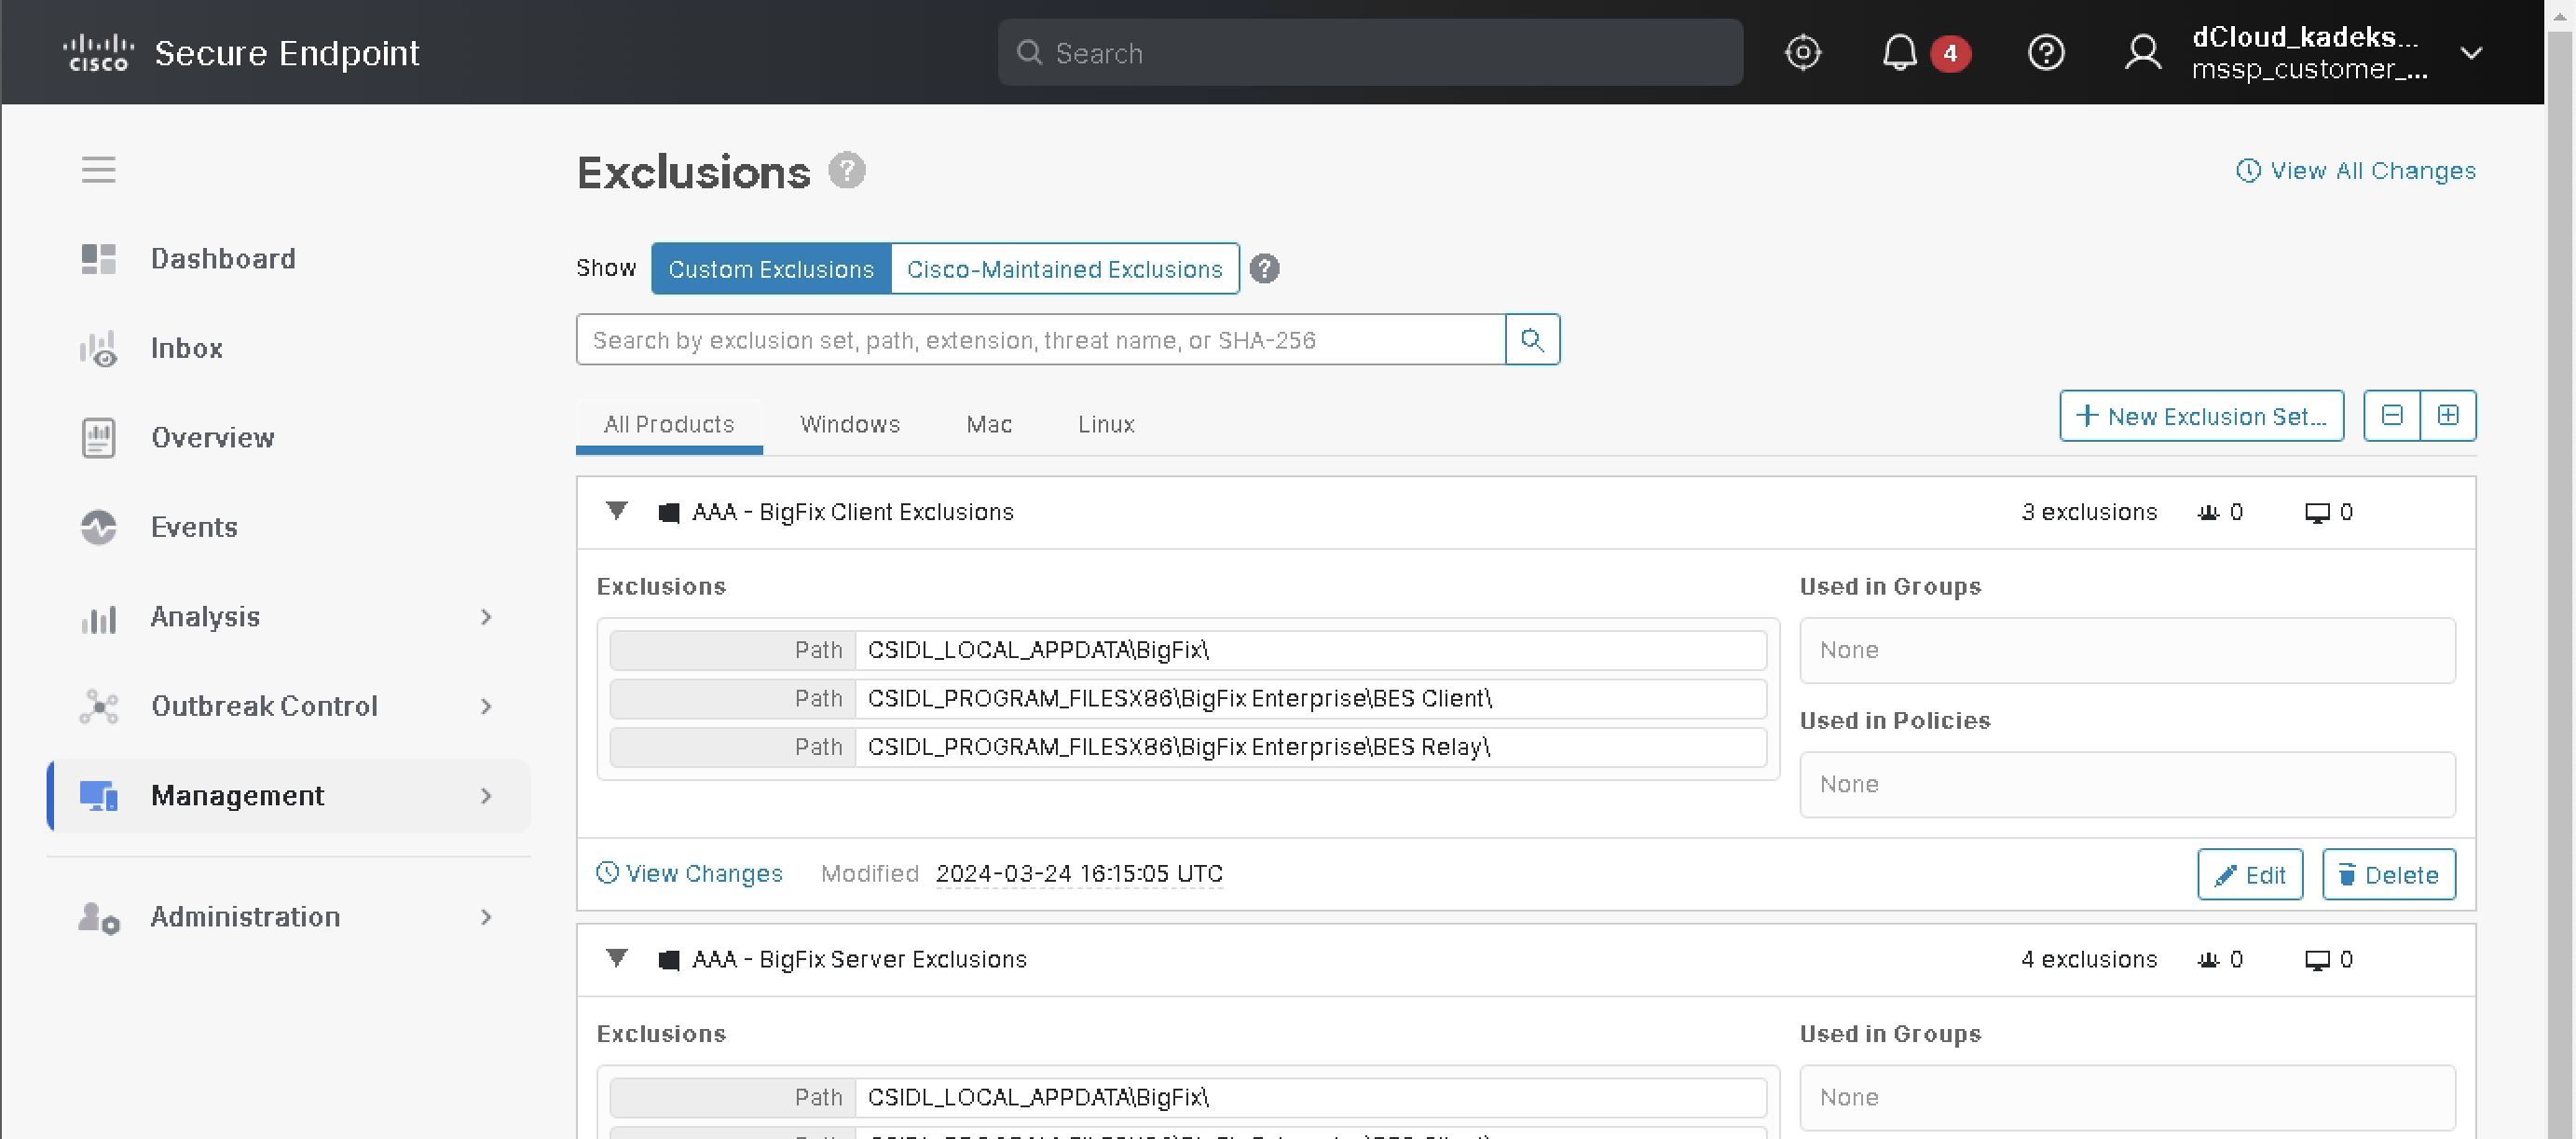 CISCO
Secure Endpoint
Search
4
dCloud_kadeks...
mssp_customer_...
Exclusions ?
View All Changes
Dashboard
Inbox
Overview
Events
Analysis
Outbreak Control
Management
Administration
Show Custom Exclusions Cisco-Maintained Exclusions ?
Search by exclusion set, path, extension, threat name, or SHA-256
All Products Windows Mac Linux
New Exclusion Set...
AAA - BigFix Client Exclusions 3 exclusions 0 0
Exclusions
Path CSIDL_LOCAL_APPDATA\BigFix\
Path CSIDL_PROGRAM_FILESX86\BigFix Enterprise\BES Client\
Path CSIDL_PROGRAM_FILESX86\BigFix Enterprise\BES Relay\
Used in Groups
None
Used in Policies
None
View Changes Modified 2024-03-24 16:15:05 UTC
Edit Delete
AAA - BigFix Server Exclusions 4 exclusions 0 0
Exclusions
Path CSIDL_LOCAL_APPDATA\BigFix\
Used in Groups
None